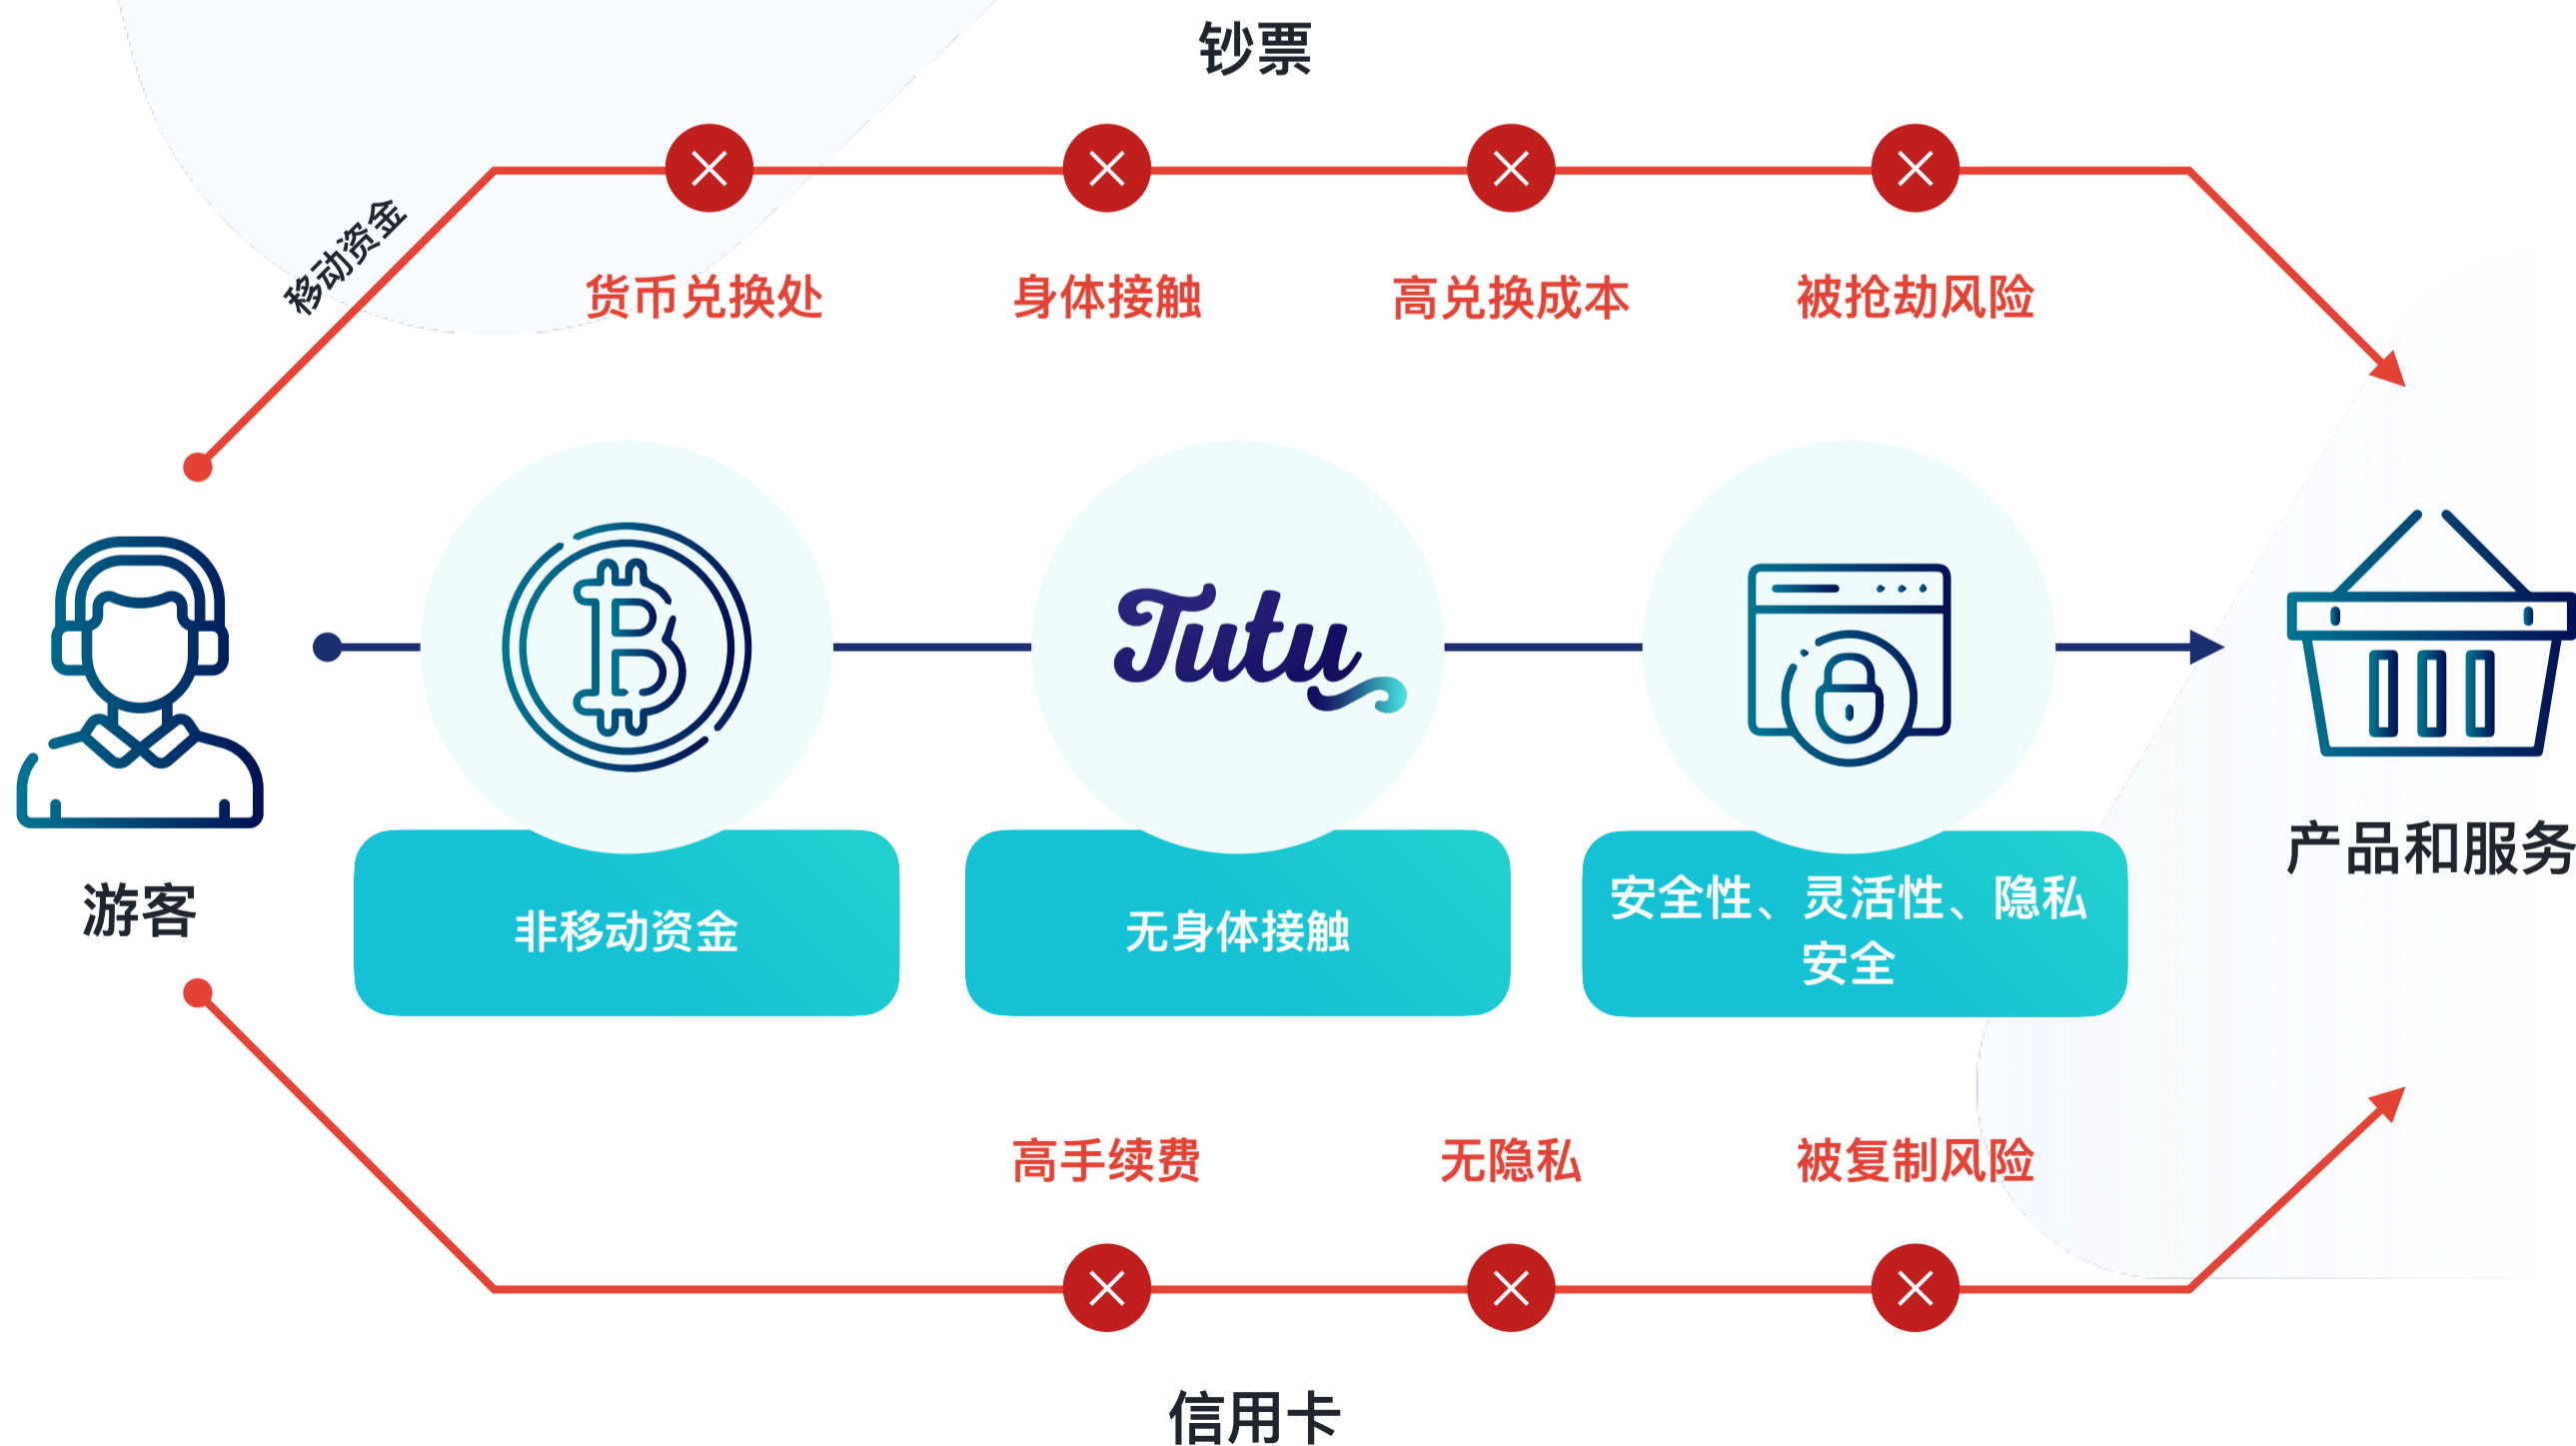 钞票
移动资金
货币兑换处
身体接触
高兑换成本
被抢劫风险
Tutu
游客
产品和服务
非移动资金
无身体接触
安全性、灵活性、隐私
安全
高手续费
无隐私
被复制风险
信用卡